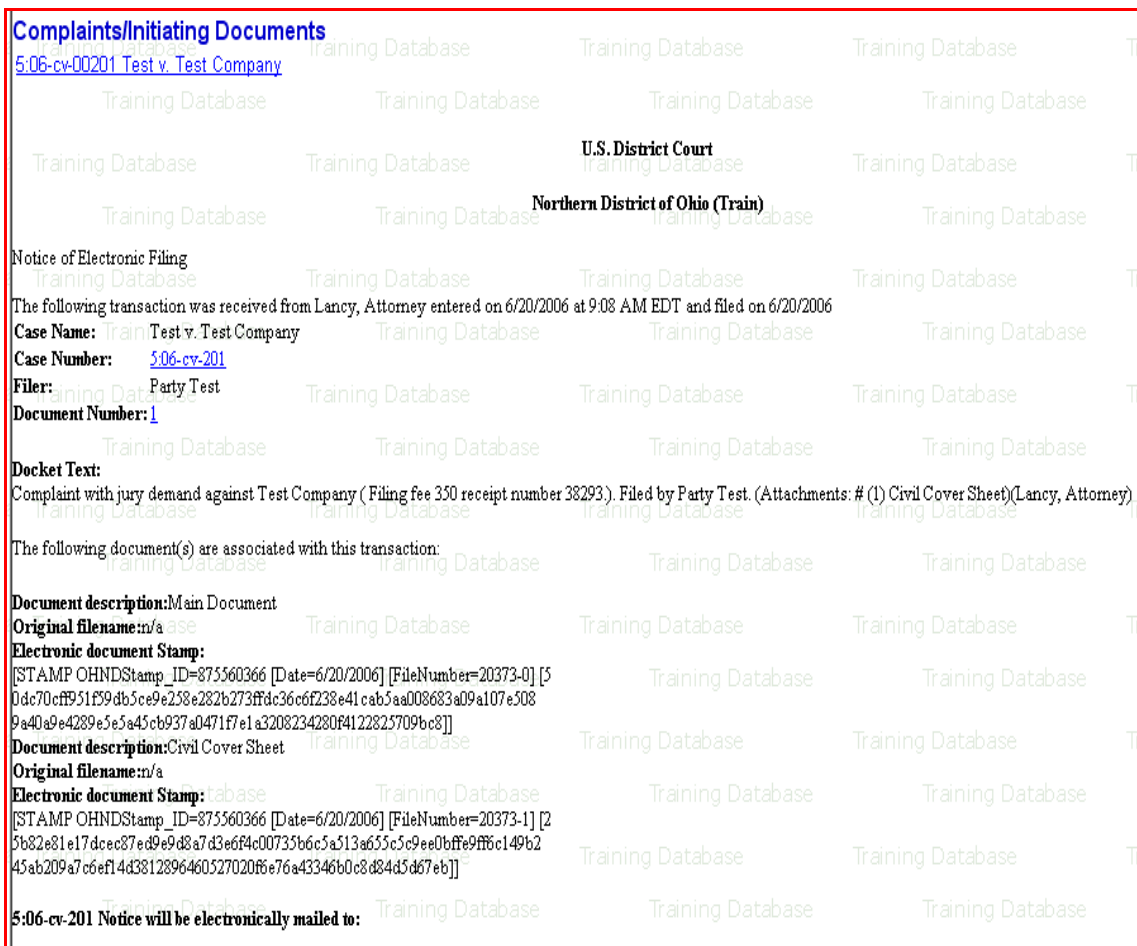 Complaints/Initiating Documents
5:06-cv-00201 Test v. Test Company
U.S. District Court
Northern District of Ohio (Train)
Notice of Electronic Filing
The following transaction was received from Lancy, Attorney entered on 6/20/2006 at 9:08 AM EDT and filed on 6/20/2006
Case Name: Test v. Test Company
Case Number: 5:06-cv-201
Filer: Party Test
Document Number: 1
Docket Text:
Complaint with jury demand against Test Company ( Filing fee 350 receipt number 38293.). Filed by Party Test. (Attachments: # (1) Civil Cover Sheet)(Lancy, Attorney)
The following document(s) are associated with this transaction:
Document description:Main Document
Original filename:n/a
Electronic document Stamp:
[STAMP OHNDStamp_ID=875560366 [Date=6/20/2006] [FileNumber=20373-0] [5
0dc70cff951f59db5ce9e258e282b273ffdc36c6f238e41cab5aa008683a09a107e508
9a40a9e4289e5e5a45cb937a0471f7e1a3208234280f4122825709bc8]]
Document description:Civil Cover Sheet
Original filename:n/a
Electronic document Stamp:
[STAMP OHNDStamp_ID=875560366 [Date=6/20/2006] [FileNumber=20373-1] [2
5b82e81e17dcec87ed9e9d8a7d3e6f4c00735b6c5a513a655c5c9ee0bffe9ff6c149b2
45ab209a7c6ef14d3812896460527020f6e76a43346b0c8d84d5d67eb]]
5:06-cv-201 Notice will be electronically mailed to: